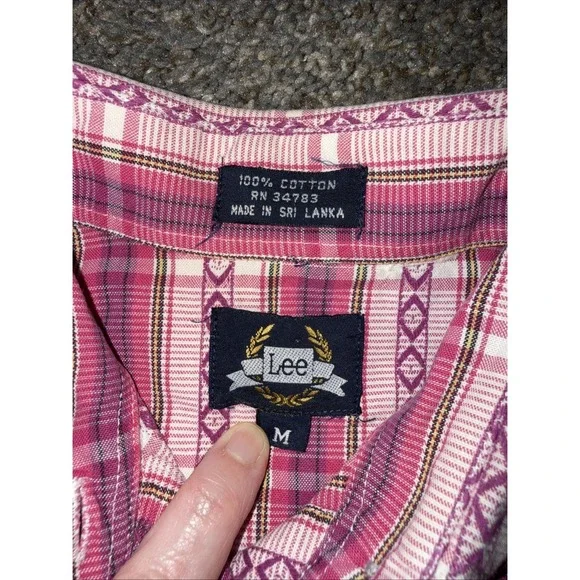 100% COTTON
RN 34783
MADE IN SRI LANKA
Lee
M